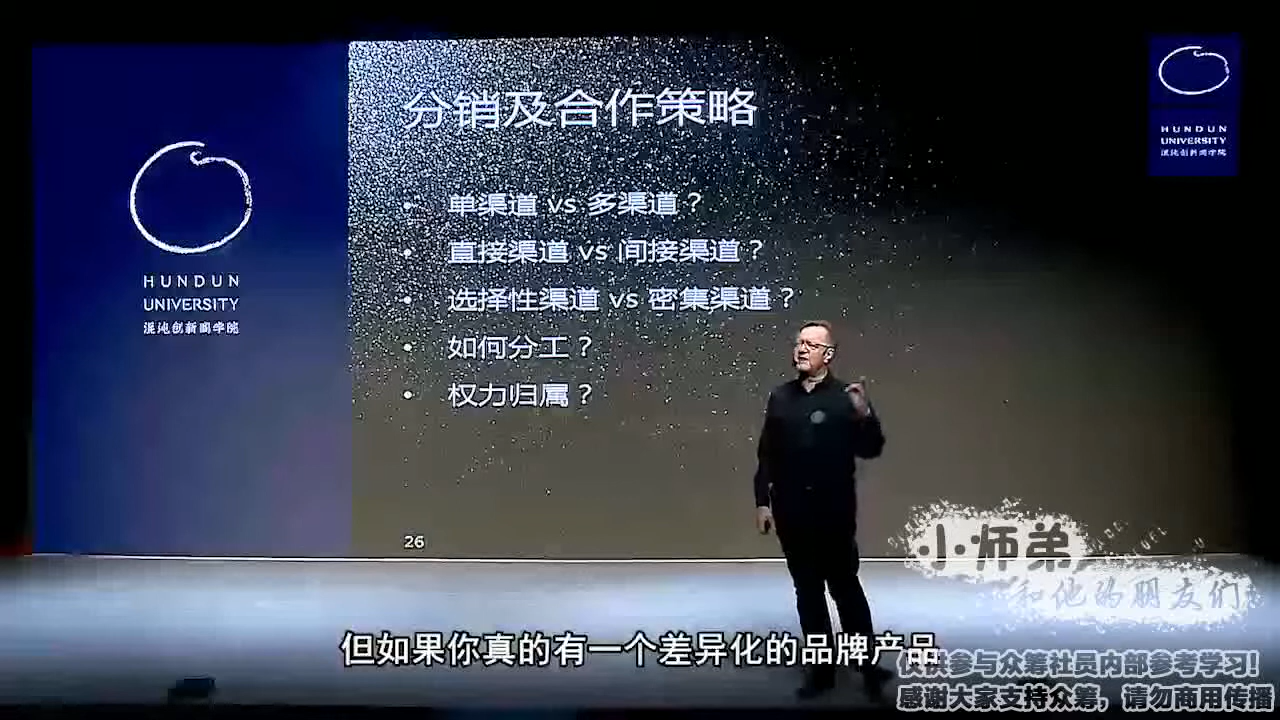 分销及合作策略
• 单渠道 vs 多渠道？
• 直接渠道 vs 间接渠道？
• 选择性渠道 vs 密集渠道？
• 如何分工？
• 权力归属？
26
HUNDUN
UNIVERSITY
混沌创新商学院
HUNDUN
UNIVERSITY
混沌创新商学院
小师弟
和他的朋友们
但如果你真的有一个差异化的品牌产品
仅供参与众筹社员内部参考学习！
感谢大家支持众筹，请勿商用传播